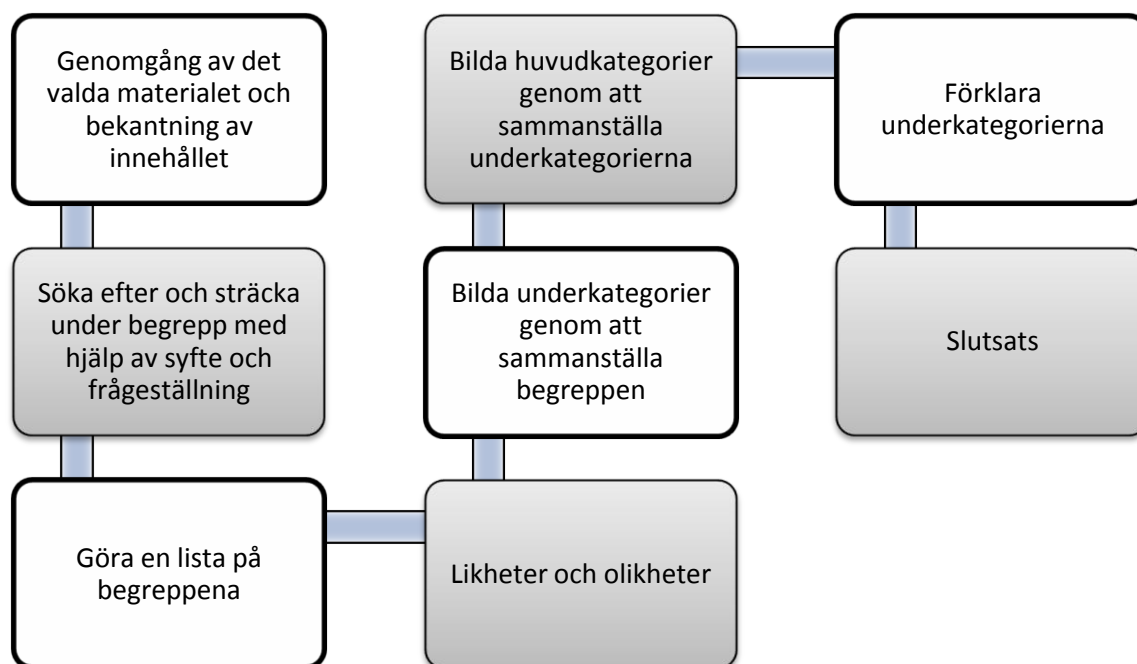 Genomgång av det
valda materialet och
bekantning av
innehållet
Söka efter och sträcka
under begrepp med
hjälp av syfte och
frågeställning
Göra en lista på
begreppena
Likheter och olikheter
Bilda underkategorier
genom att
sammanställa
begreppen
Bilda huvudkategorier
genom att
sammanställa
underkategorierna
Förklara
underkategorierna
Slutsats